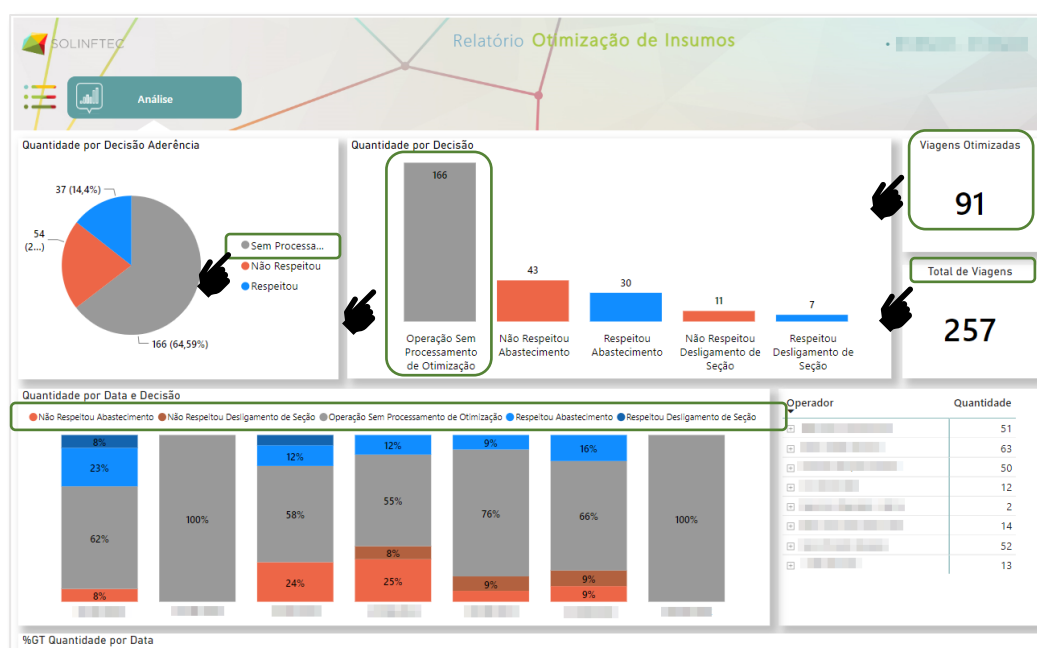 SOLINFTEC
Relatório Otimização de Insumos
Análise
Quantidade por Decisão Aderência
37 (14,4%)
54
(2...)
166 (64,59%)
Sem Processa...
Não Respeitou
Respeitou
Quantidade por Decisão
166
43
30
11
7
Operação Sem
Processamento
de Otimização
Não Respeitou
Abastecimento
Respeitou
Abastecimento
Não Respeitou
Desligamento de
Seção
Respeitou
Desligamento de
Seção
Viagens Otimizadas
91
Total de Viagens
257
Quantidade por Data e Decisão
Não Respeitou Abastecimento Não Respeitou Desligamento de Seção Operação Sem Processamento de Otimização Respeitou Abastecimento Respeitou Desligamento de Seção
8%
23%
62%
8%
100%
12%
58%
24%
12%
55%
8%
25%
9%
76%
9%
16%
66%
9%
9%
100%
Operador Quantidade
51
63
50
12
2
14
52
13
%GT Quantidade por Data